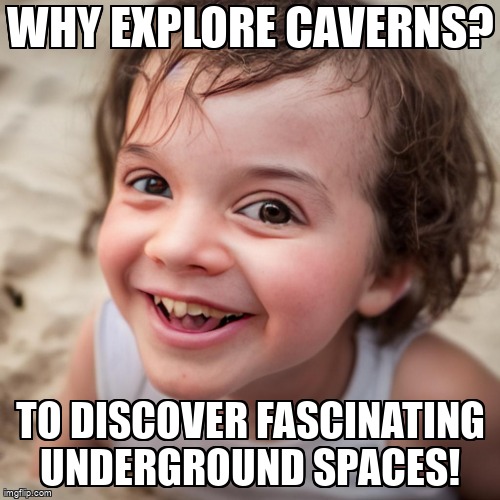 WHY EXPLORE CAVERNS?
TO DISCOVER FASCINATING
UNDERGROUND SPACES!
imgflip.com